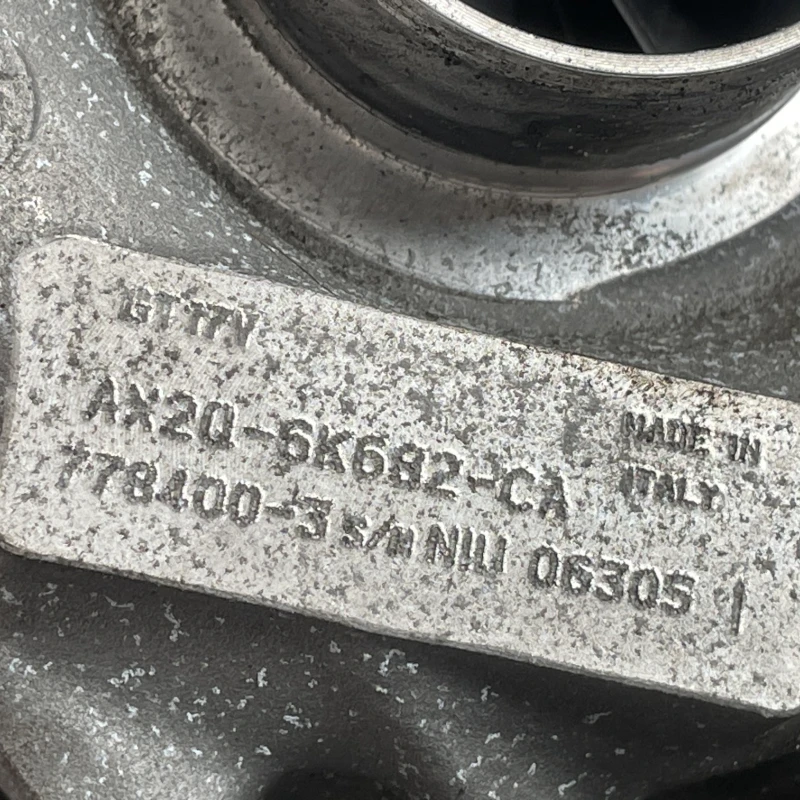 GT17V
AX2Q-6K682-CA
778400-3 s/n NIU 06305
MADE IN
ITALY